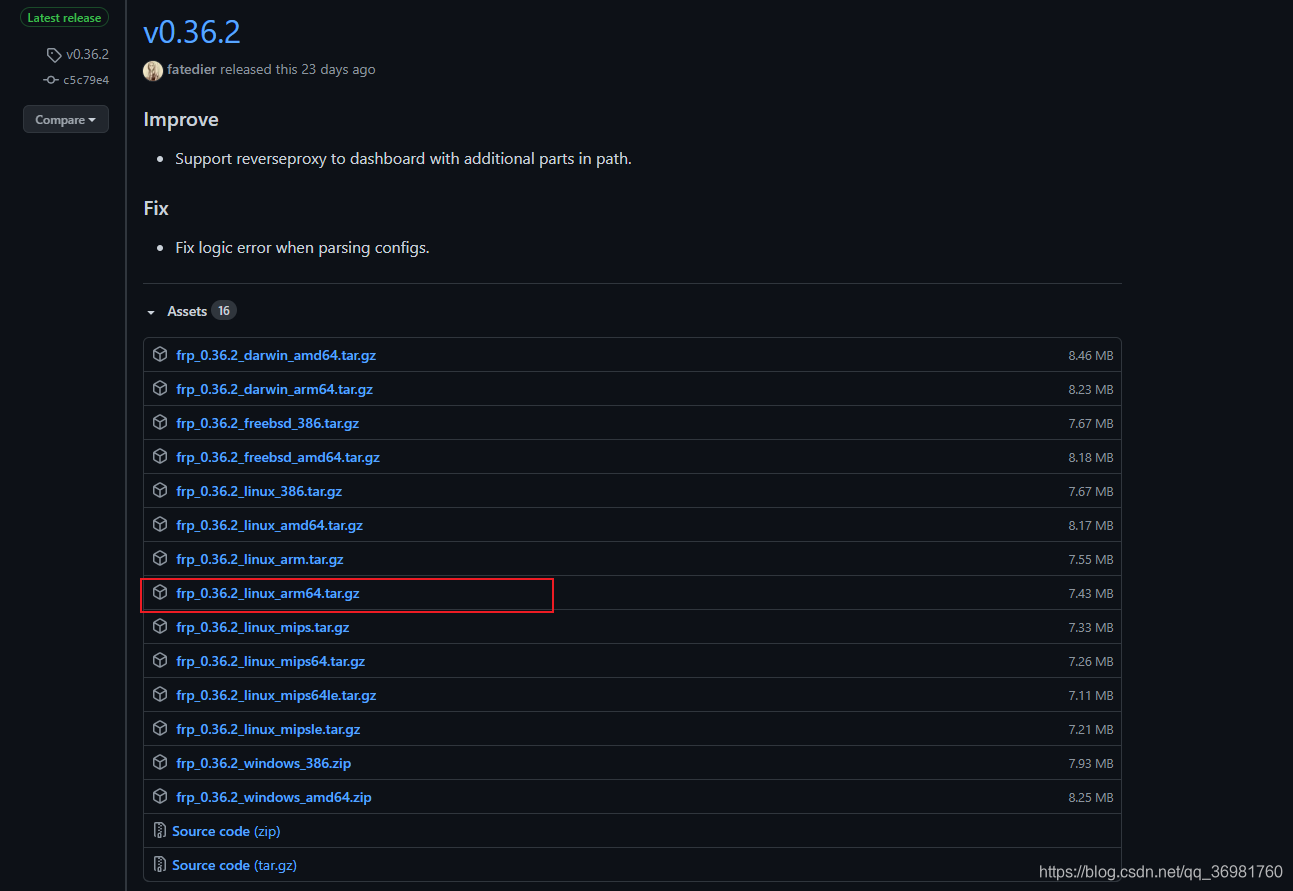 Latest release
v0.36.2
c5c79e4
Compare
v0.36.2
fatedier released this 23 days ago
Improve
Support reverseproxy to dashboard with additional parts in path.
Fix
Fix logic error when parsing configs.
Assets 16
frp_0.36.2_darwin_amd64.tar.gz 8.46 MB
frp_0.36.2_darwin_arm64.tar.gz 8.23 MB
frp_0.36.2_freebsd_386.tar.gz 7.67 MB
frp_0.36.2_freebsd_amd64.tar.gz 8.18 MB
frp_0.36.2_linux_386.tar.gz 7.67 MB
frp_0.36.2_linux_amd64.tar.gz 8.17 MB
frp_0.36.2_linux_arm.tar.gz 7.55 MB
frp_0.36.2_linux_arm64.tar.gz 7.43 MB
frp_0.36.2_linux_mips.tar.gz 7.33 MB
frp_0.36.2_linux_mips64.tar.gz 7.26 MB
frp_0.36.2_linux_mips64le.tar.gz 7.11 MB
frp_0.36.2_linux_mipsle.tar.gz 7.21 MB
frp_0.36.2_windows_386.zip 7.93 MB
frp_0.36.2_windows_amd64.zip 8.25 MB
Source code (zip)
Source code (tar.gz)
https://blog.csdn.net/qq_36981760